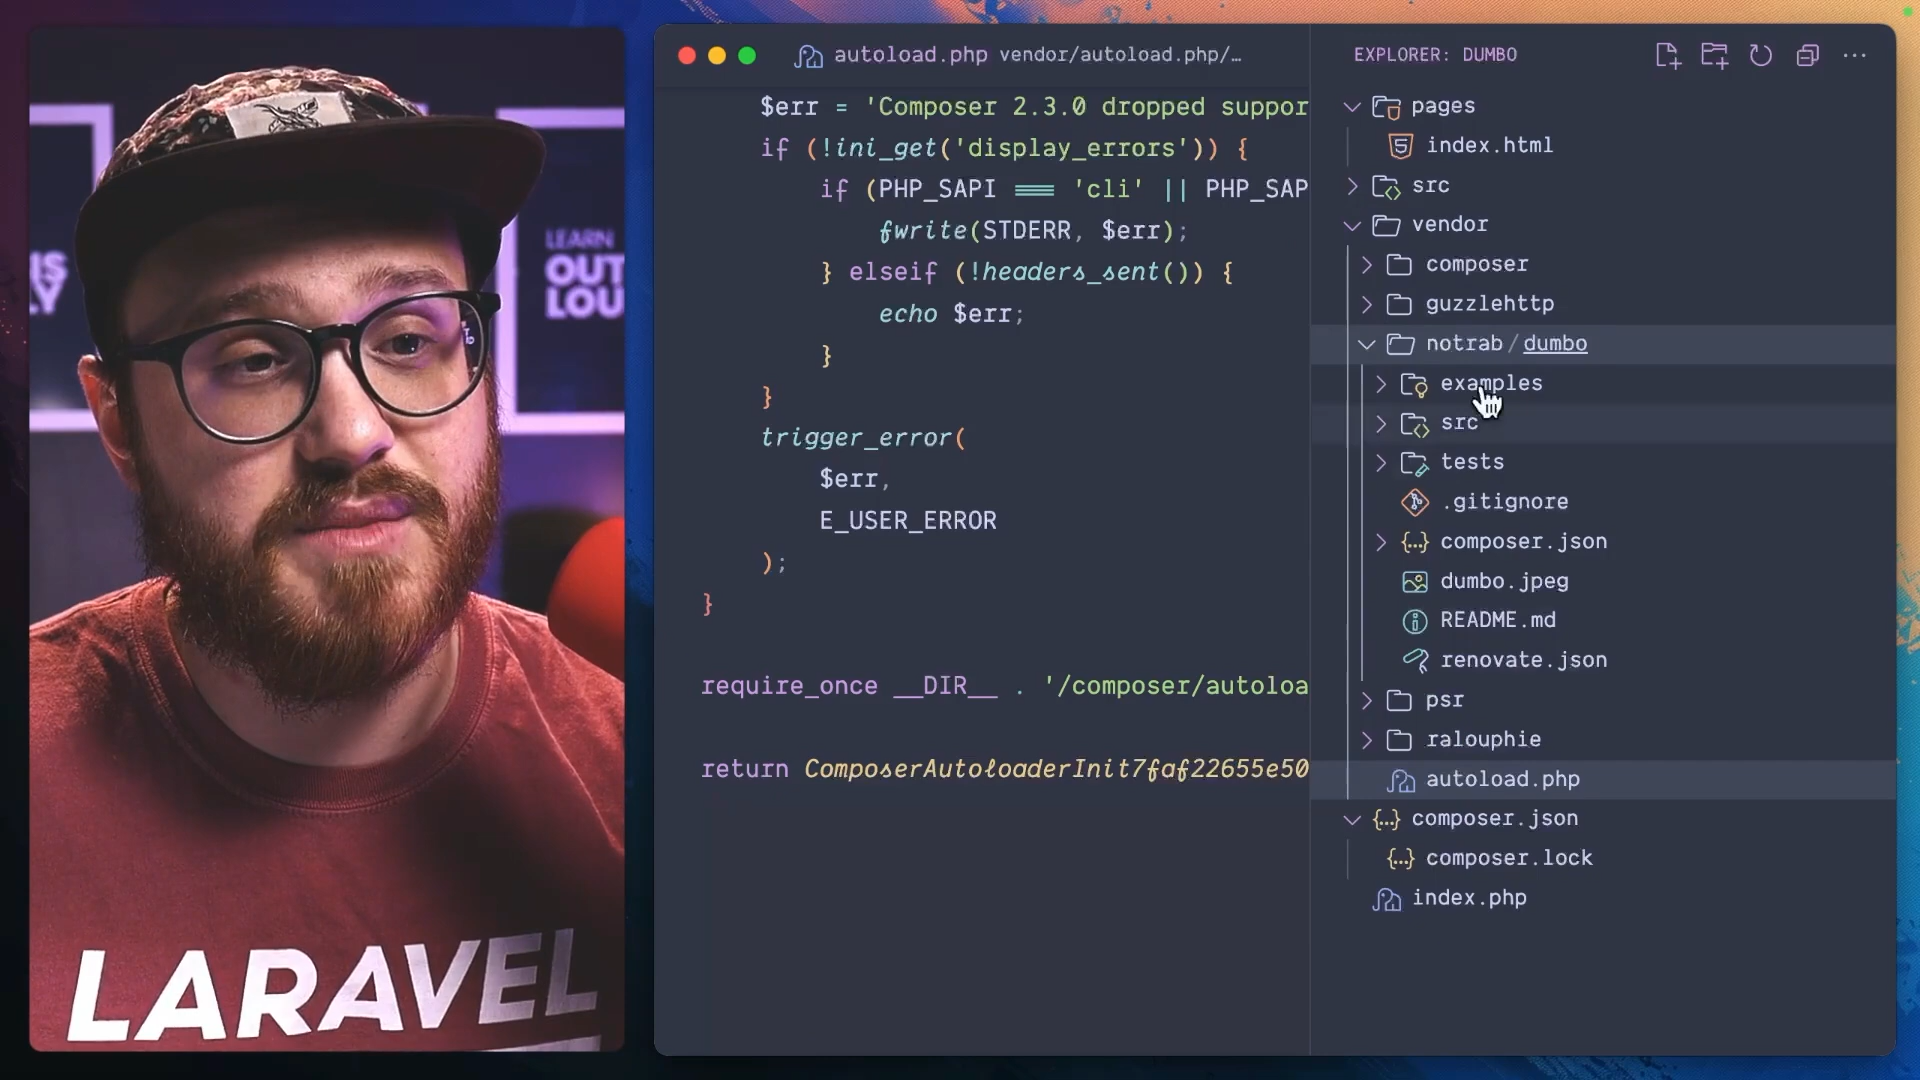 LEARN
OUT
LOU
LARAVEL
autoload.php vendor/autoload.php/…
$err = 'Composer 2.3.0 dropped suppor
if (!ini_get('display_errors')) {
if (PHP_SAPI === 'cli' || PHP_SAP
fwrite(STDERR, $err);
} elseif (!headers_sent()) {
echo $err;
}
}
trigger_error(
$err,
E_USER_ERROR
);
}
require_once __DIR__ . '/composer/autoloa
return ComposerAutoloaderInit7faf22655e50
EXPLORER: DUMBO
pages
index.html
src
vendor
composer
guzzlehttp
notrab/dumbo
examples
src
tests
.gitignore
composer.json
dumbo.jpeg
README.md
renovate.json
psr
ralouphie
autoload.php
composer.json
composer.lock
index.php